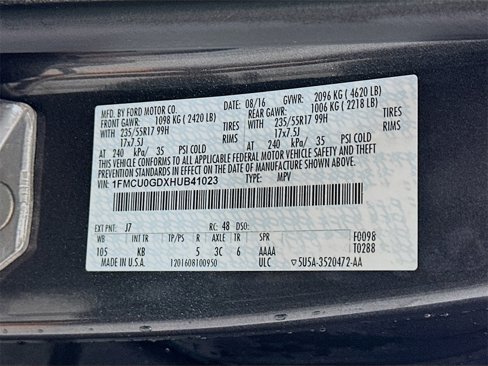 MFD. BY FORD MOTOR CO. DATE: 08/16 GVWR: 2096 KG ( 4620 LB)
FRONT GAWR: 1098 KG ( 2420 LB) REAR GAWR: 1006 KG ( 2218 LB)
WITH 235/55R17 99H TIRES WITH 235/55R17 99H TIRES
17x7.5J RIMS 17x7.5J RIMS
AT 240 kPa/ 35 PSI COLD AT 240 kPa/ 35 PSI COLD
THIS VEHICLE CONFORMS TO ALL APPLICABLE FEDERAL MOTOR VEHICLE SAFETY AND THEFT
PREVENTION STANDARDS IN EFFECT ON THE DATE OF MANUFACTURE SHOWN ABOVE.
VIN: 1FMCU0GDXHUB41023 TYPE: MPV
EXT PNT: J7 RC: 48 DSO: F0098
WB INT TR TP/PS R AXLE TR SPR T0288
105 KB 5 3C 6 AAAA
MADE IN U.S.A. 1201608100950 ULC 5U5A-3520472-AA